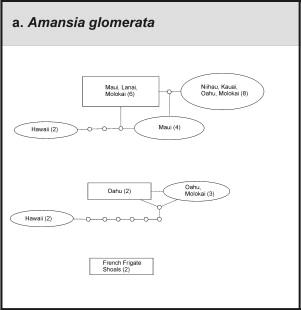 a. Amansia glomerata
Maui, Lanai,
Molokai (6)
Niihau, Kauai,
Oahu, Molokai (8)
Hawaii (2)
Maui (4)
Oahu (2)
Oahu,
Molokai (3)
Hawaii (2)
French Frigate
Shoals (2)